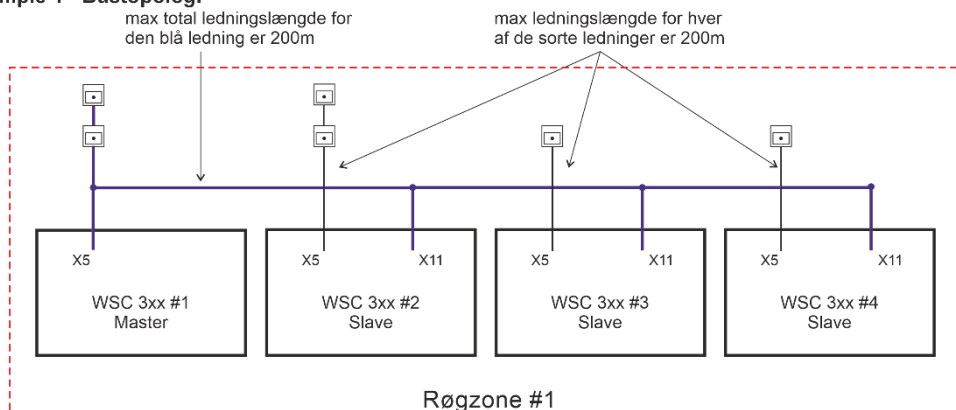 max total ledningslængde for
den blå ledning er 200m
max ledningslængde for hver
af de sorte ledninger er 200m
X5
X5
X11
X5
X11
X5
X11
WSC 3xx #1
Master
WSC 3xx #2
Slave
WSC 3xx #3
Slave
WSC 3xx #4
Slave
Røgzone #1